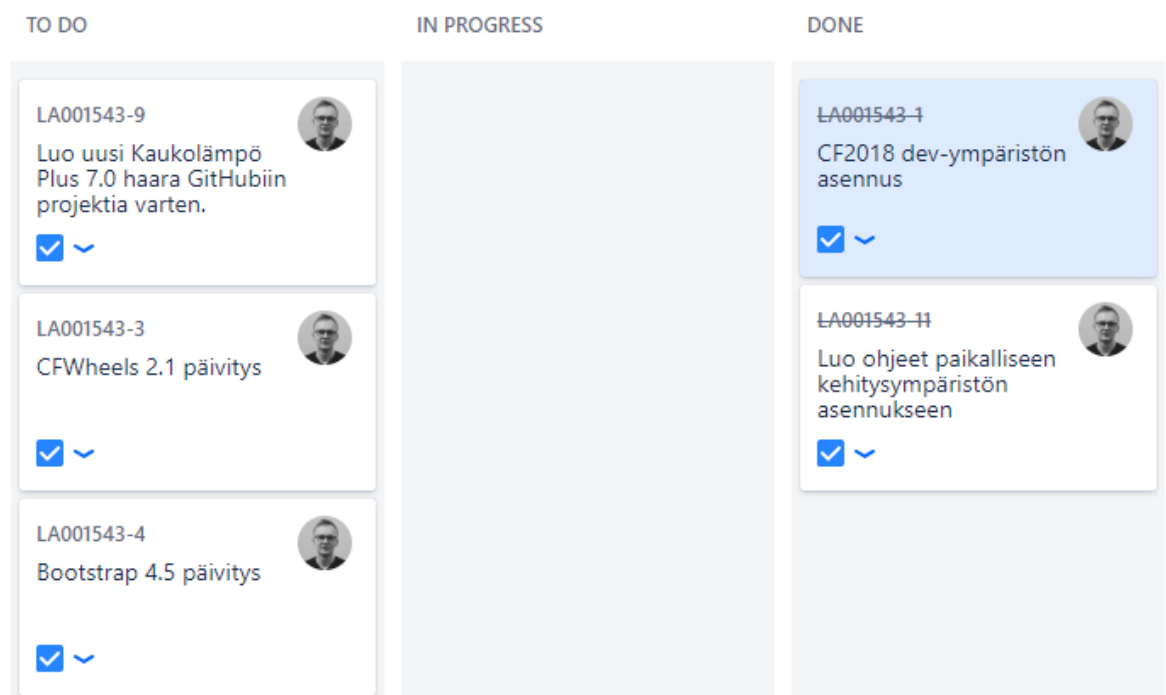 TO DO
LA001543-9
Luo uusi Kaukolämpö
Plus 7.0 haara GitHubiin
projektia varten.
LA001543-3
CFWheels 2.1 päivitys
LA001543-4
Bootstrap 4.5 päivitys
IN PROGRESS
DONE
LA001543-1
CF2018 dev-ympäristön
asennus
LA001543-11
Luo ohjeet paikalliseen
kehitysympäristön
asennukseen